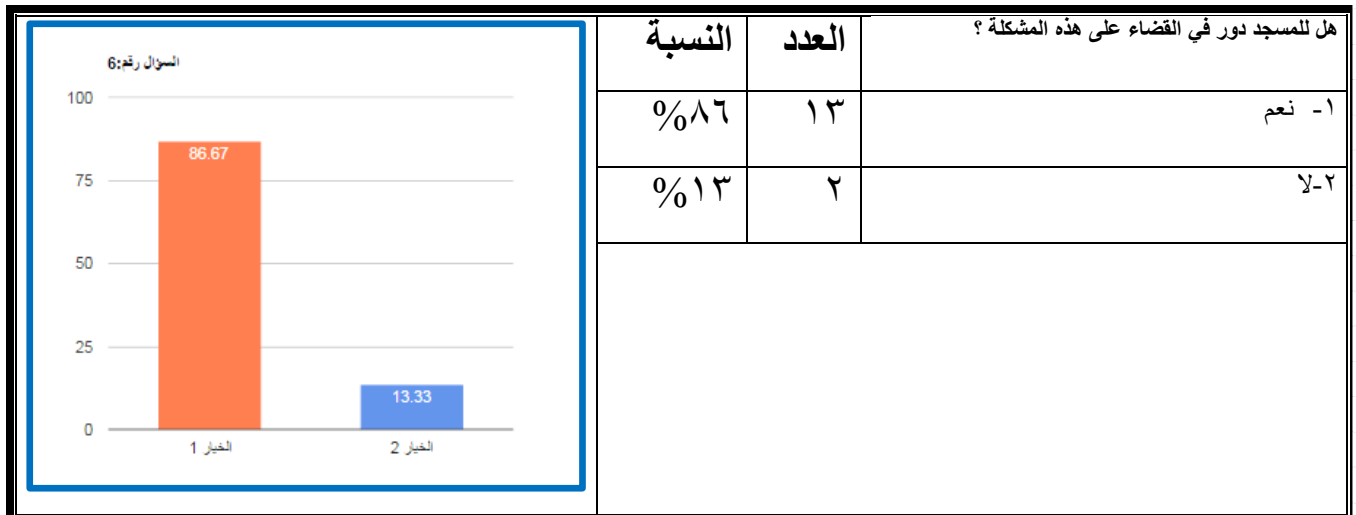 هل للمسجد دور في القضاء على هذه المشكلة ؟
العدد
النسبة
١- نعم
١٣
%٨٦
٢-لا
٢
%١٣
السؤال رقم:6
100
75
50
25
0
86.67
13.33
الخيار 1
الخيار 2